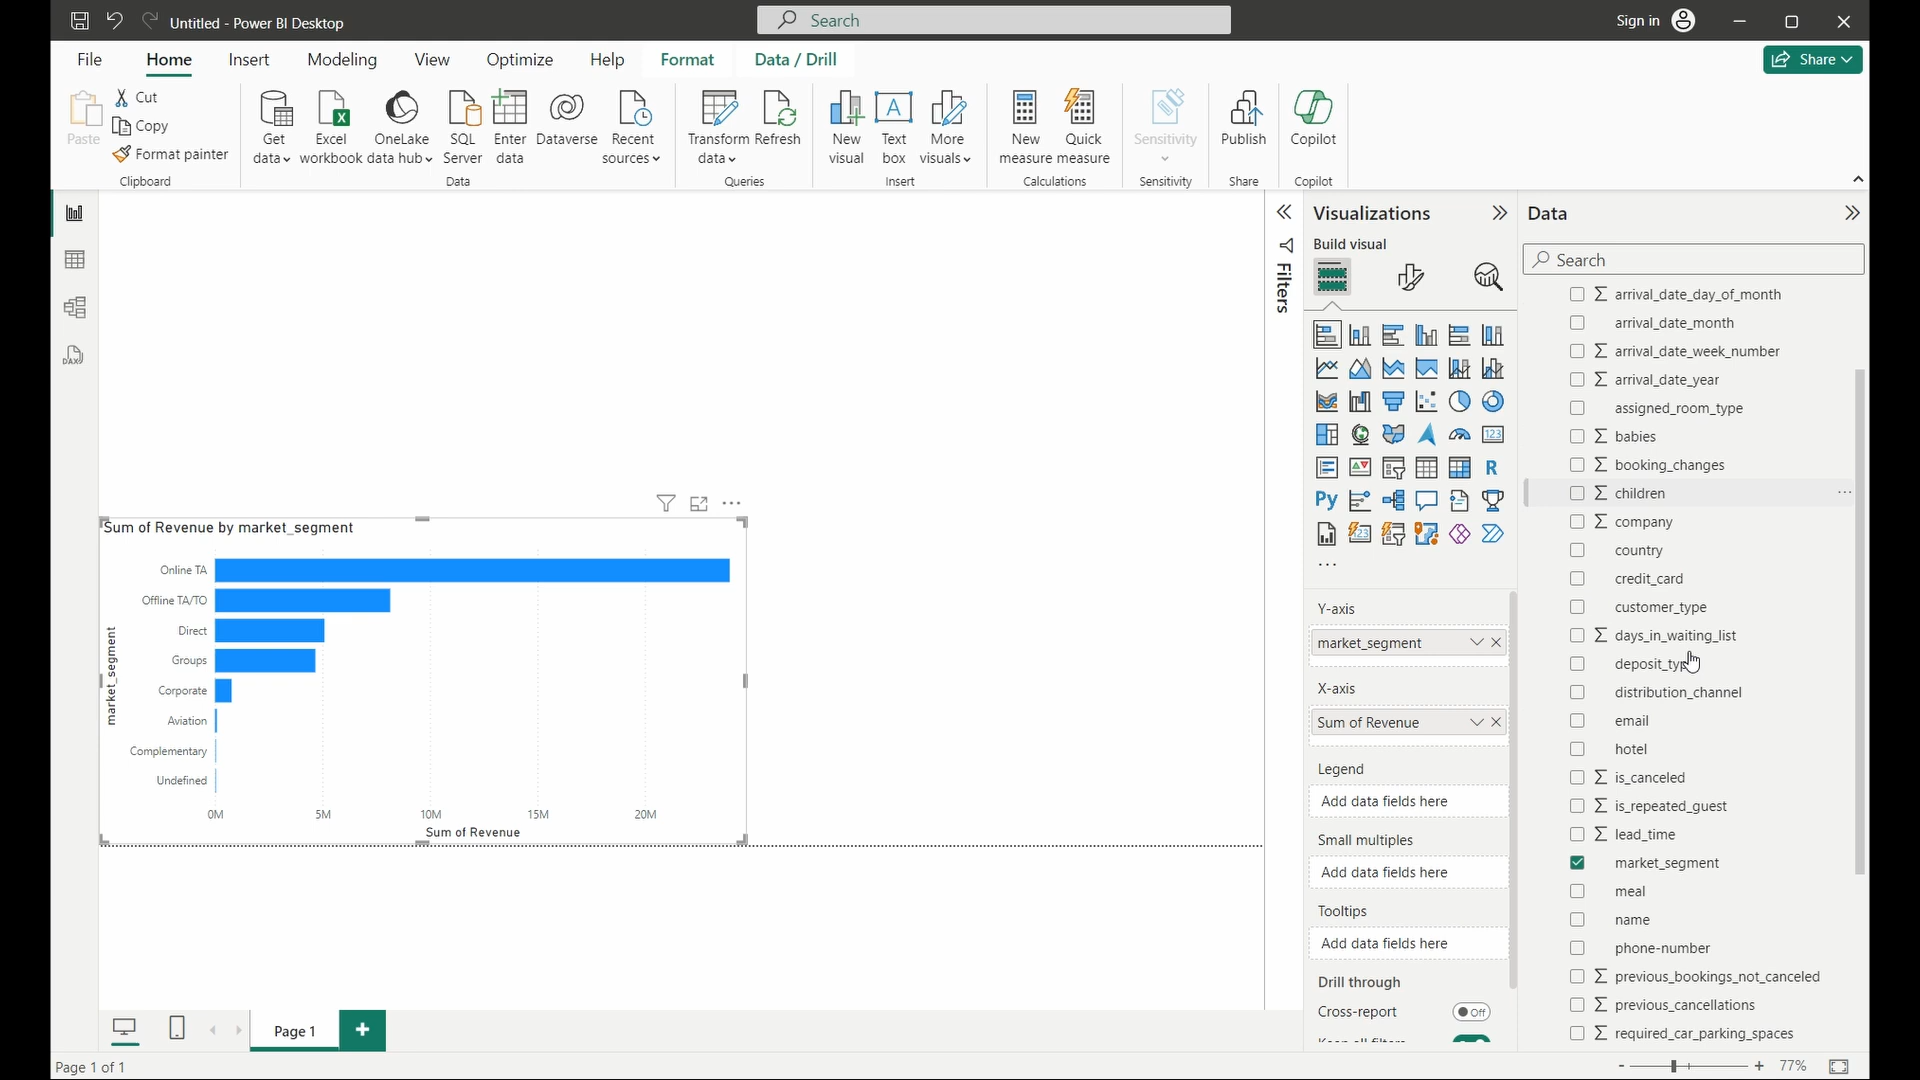 Untitled - Power BI Desktop
Search
Sign in
File
Home
Insert
Modeling
View
Optimize
Help
Format
Data / Drill
Share
Paste
Cut
Copy
Format painter
Clipboard
Get data
Excel workbook
OneLake data hub
SQL Server
Enter data
Dataverse
Recent sources
Data
Transform data
Refresh
Queries
New visual
A
Text box
More visuals
Insert
New measure
Quick measure
Calculations
Sensitivity
Sensitivity
Publish
Share
Copilot
Copilot
DAX
Sum of Revenue by market_segment
market_segment
Online TA
Offline TA/TO
Direct
Groups
Corporate
Aviation
Complementary
Undefined
0M
5M
10M
15M
20M
Sum of Revenue
Filters
Visualizations
Build visual
123
R
Py
123
Y-axis
market_segment
X-axis
Sum of Revenue
Legend
Add data fields here
Small multiples
Add data fields here
Tooltips
Add data fields here
Drill through
Cross-report
Off
Data
Search
arrival_date_day_of_month
arrival_date_month
arrival_date_week_number
arrival_date_year
assigned_room_type
babies
booking_changes
children
company
country
credit_card
customer_type
days_in_waiting_list
deposit_typ
distribution_channel
email
hotel
is_canceled
is_repeated_guest
lead_time
market_segment
meal
name
phone-number
previous_bookings_not_canceled
previous_cancellations
required_car_parking_spaces
Page 1
Page 1 of 1
77%